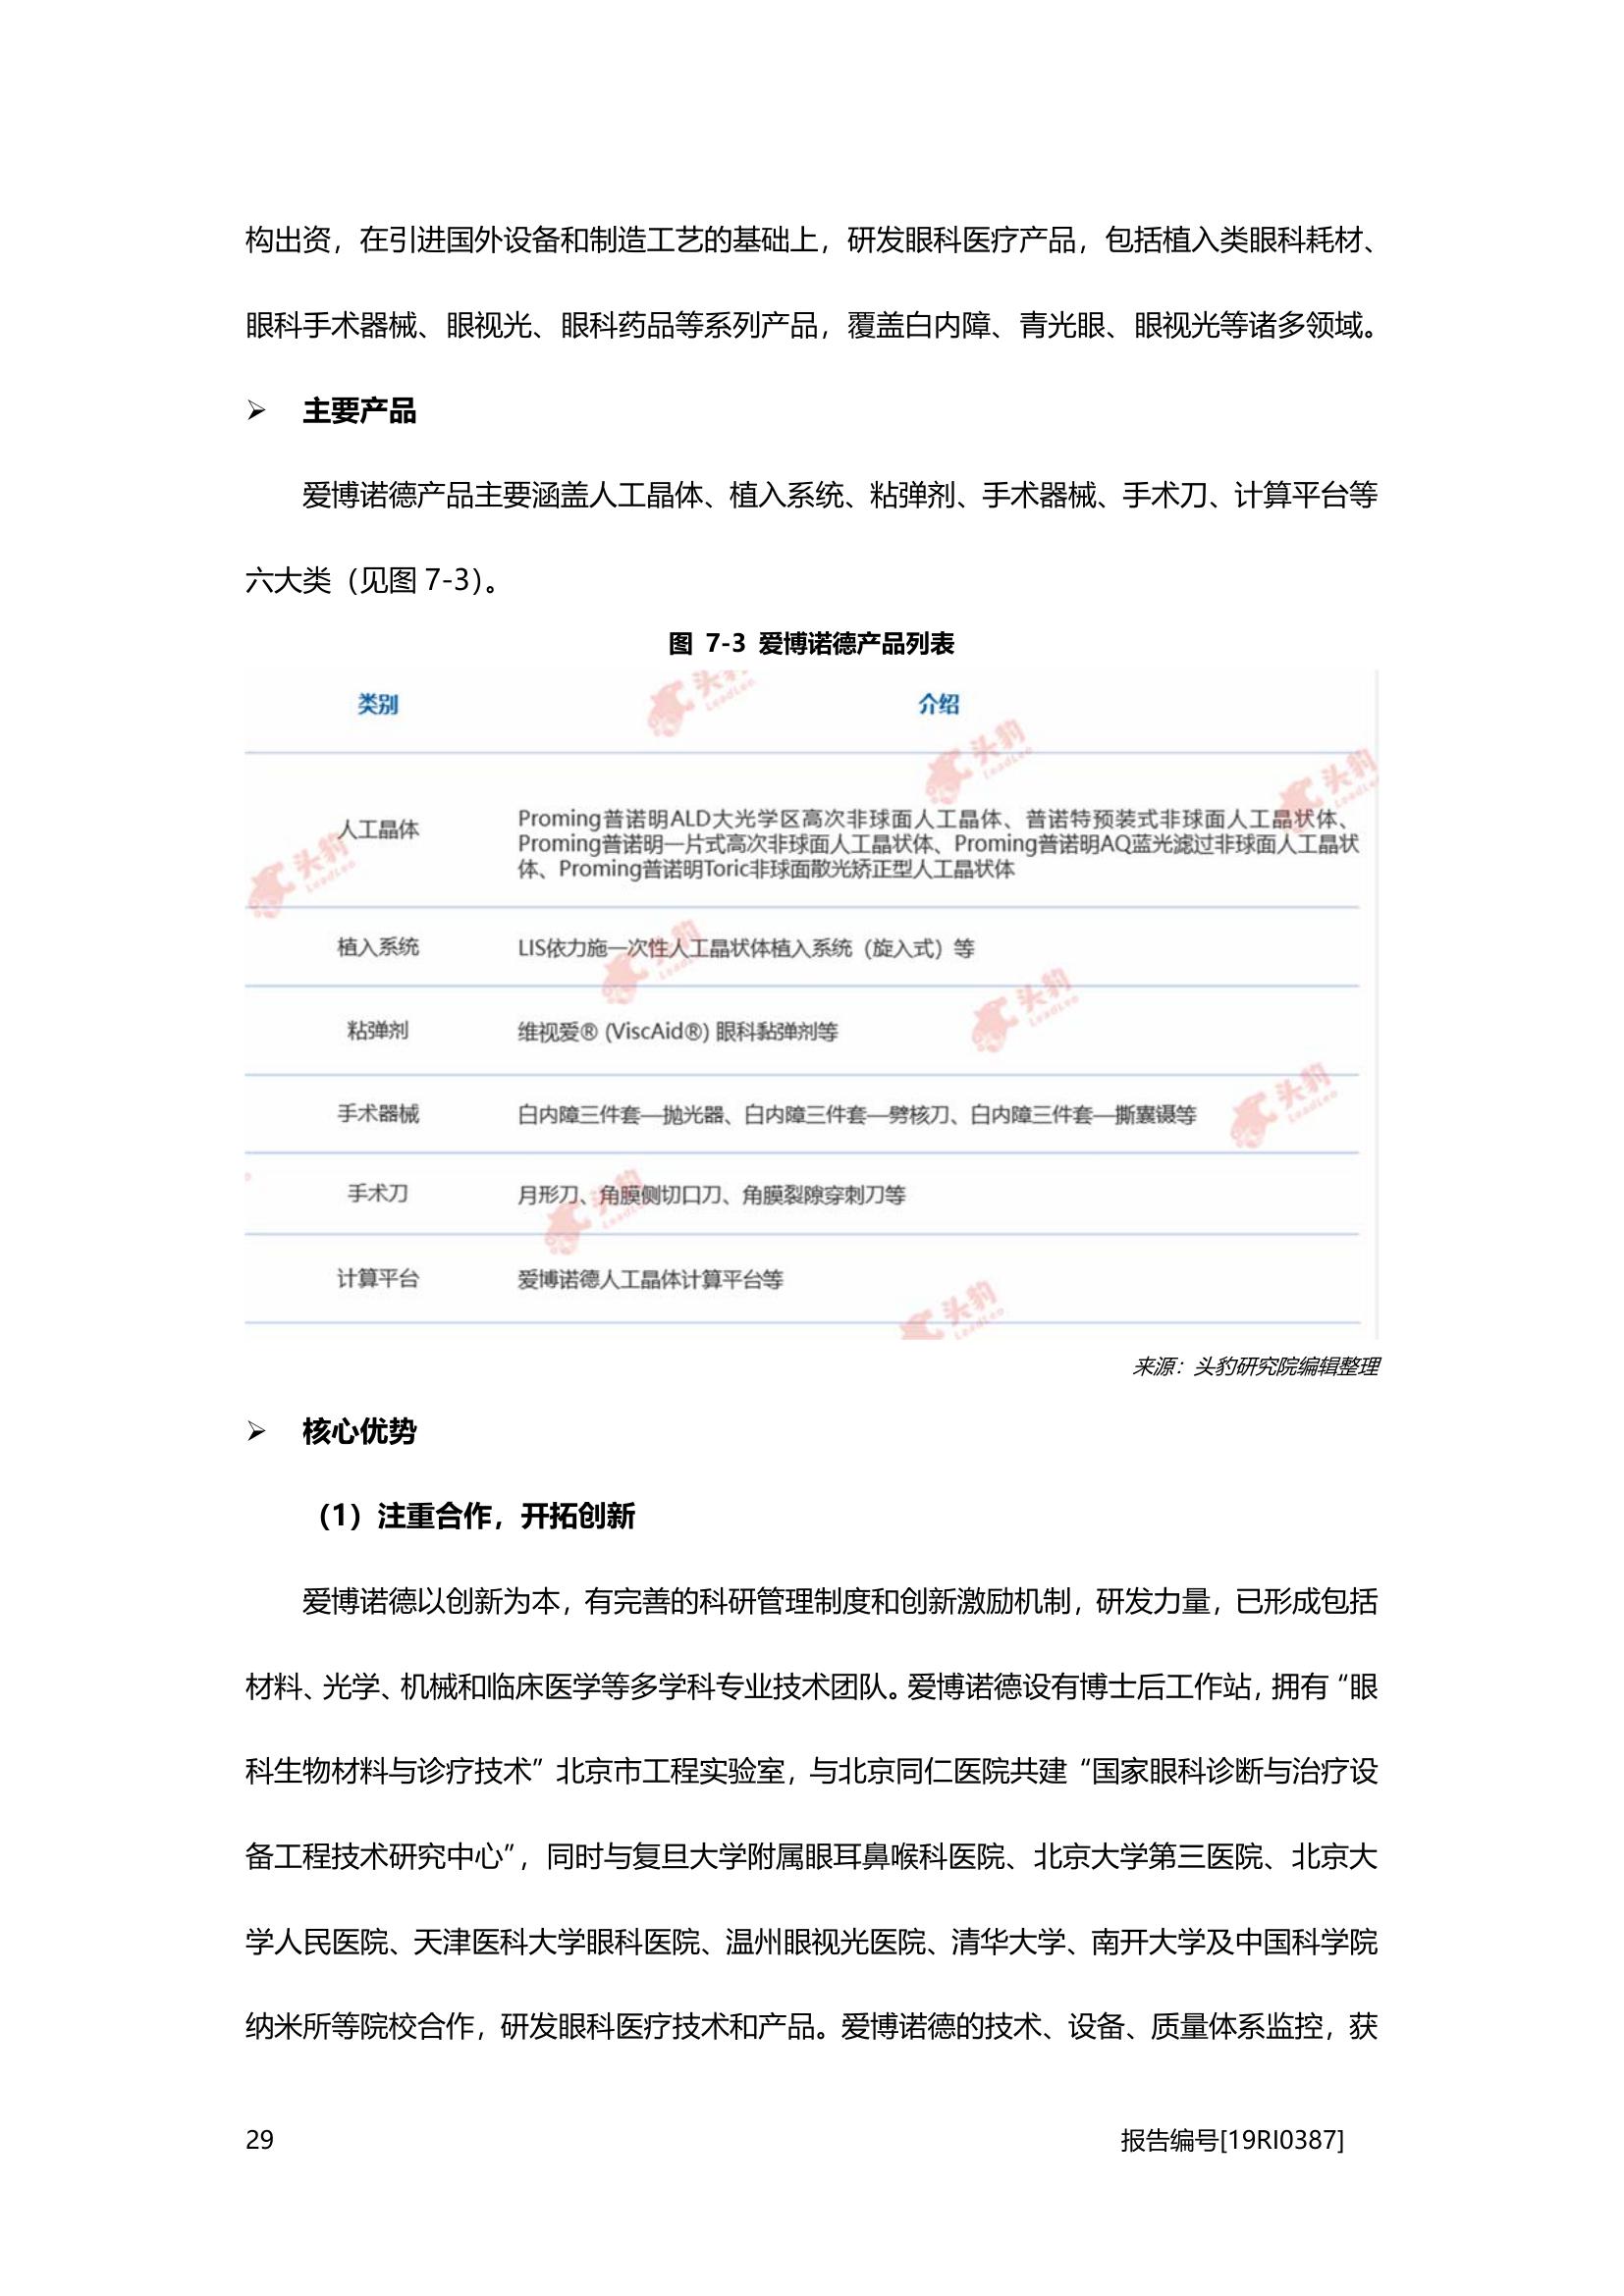 构出资，在引进国外设备和制造工艺的基础上，研发眼科医疗产品，包括植入类眼科耗材、
眼科手术器械、眼视光、眼科药品等系列产品，覆盖白内障、青光眼、眼视光等诸多领域。
➢ 主要产品
爱博诺德产品主要涵盖人工晶体、植入系统、粘弹剂、手术器械、手术刀、计算平台等
六大类（见图 7-3）。
图 7-3 爱博诺德产品列表
类别 介绍
人工晶体 Proming普诺明ALD大光学区高次非球面人工晶体、普诺特预装式非球面人工晶状体、
Proming普诺明一片式高次非球面人工晶状体、Proming普诺明AQ蓝光滤过非球面人工晶状
体、Proming普诺明Toric非球面散光矫正型人工晶状体
植入系统 LIS依力施一次性人工晶状体植入系统（旋入式）等
粘弹剂 维视爱® (ViscAid®) 眼科黏弹剂等
手术器械 白内障三件套—抛光器、白内障三件套—劈核刀、白内障三件套—撕囊镊等
手术刀 月形刀、角膜侧切口刀、角膜裂隙穿刺刀等
计算平台 爱博诺德人工晶体计算平台等
头豹
LeadLeo
头豹
LeadLeo
头豹
LeadLeo
头豹
LeadLeo
头豹
LeadLeo
头豹
LeadLeo
头豹
LeadLeo
头豹
LeadLeo
头豹
LeadLeo
来源：头豹研究院编辑整理
➢ 核心优势
（1）注重合作，开拓创新
爱博诺德以创新为本，有完善的科研管理制度和创新激励机制，研发力量，已形成包括
材料、光学、机械和临床医学等多学科专业技术团队。爱博诺德设有博士后工作站，拥有“眼
科生物材料与诊疗技术”北京市工程实验室，与北京同仁医院共建“国家眼科诊断与治疗设
备工程技术研究中心”，同时与复旦大学附属眼耳鼻喉科医院、北京大学第三医院、北京大
学人民医院、天津医科大学眼科医院、温州眼视光医院、清华大学、南开大学及中国科学院
纳米所等院校合作，研发眼科医疗技术和产品。爱博诺德的技术、设备、质量体系监控，获
29 报告编号[19RI0387]